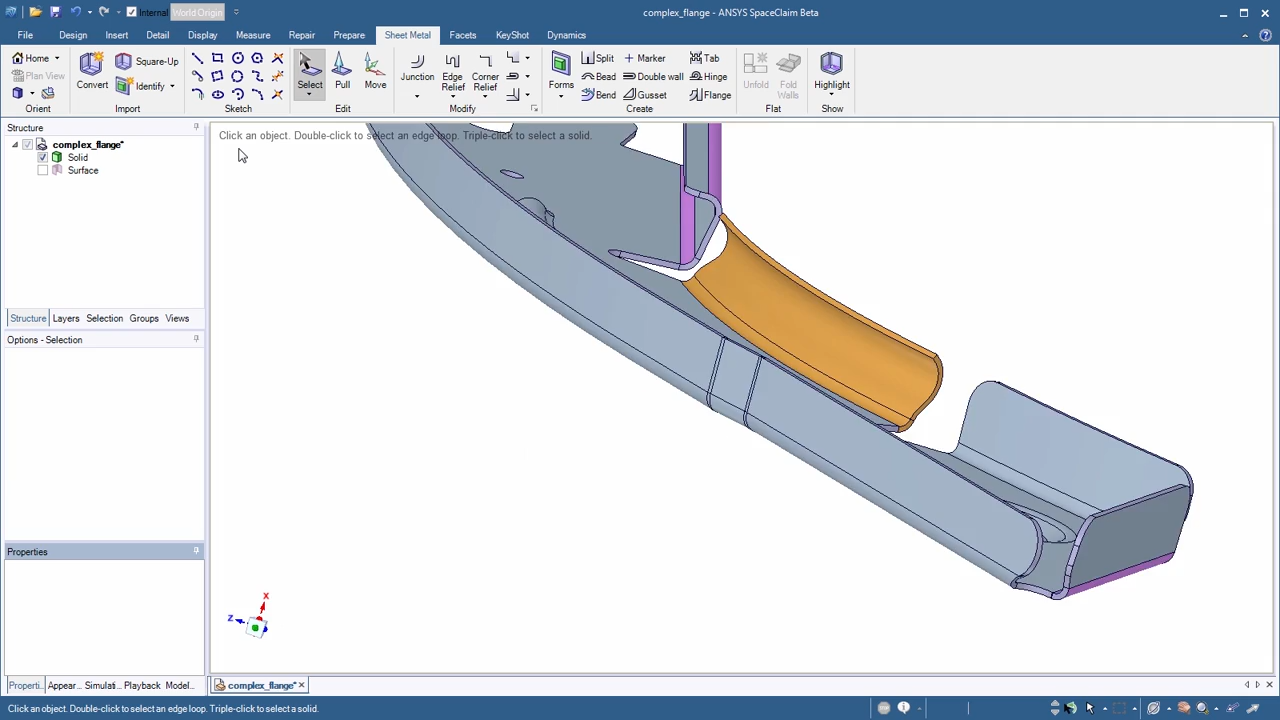 Internal World Origin
complex_flange - ANSYS SpaceClaim Beta
File Design Insert Detail Display Measure Repair Prepare Sheet Metal Facets KeyShot Dynamics
Home
Plan View
Orient
Convert
Square-Up
Identify
Import
Sketch
Select
Pull
Move
Edit
Junction
Edge Relief
Corner Relief
Modify
Forms
Split
Bead
Bend
Marker
Double wall
Gusset
Tab
Hinge
Flange
Create
Unfold
Fold Walls
Flat
Highlight
Show
Structure
complex_flange*
Solid
Surface
Structure Layers Selection Groups Views
Options - Selection
Properties
Properti... Appear... Simulati... Playback Model...
Click an object. Double-click to select an edge loop. Triple-click to select a solid.
X
Z
complex_flange*
Click an object. Double-click to select an edge loop. Triple-click to select a solid.